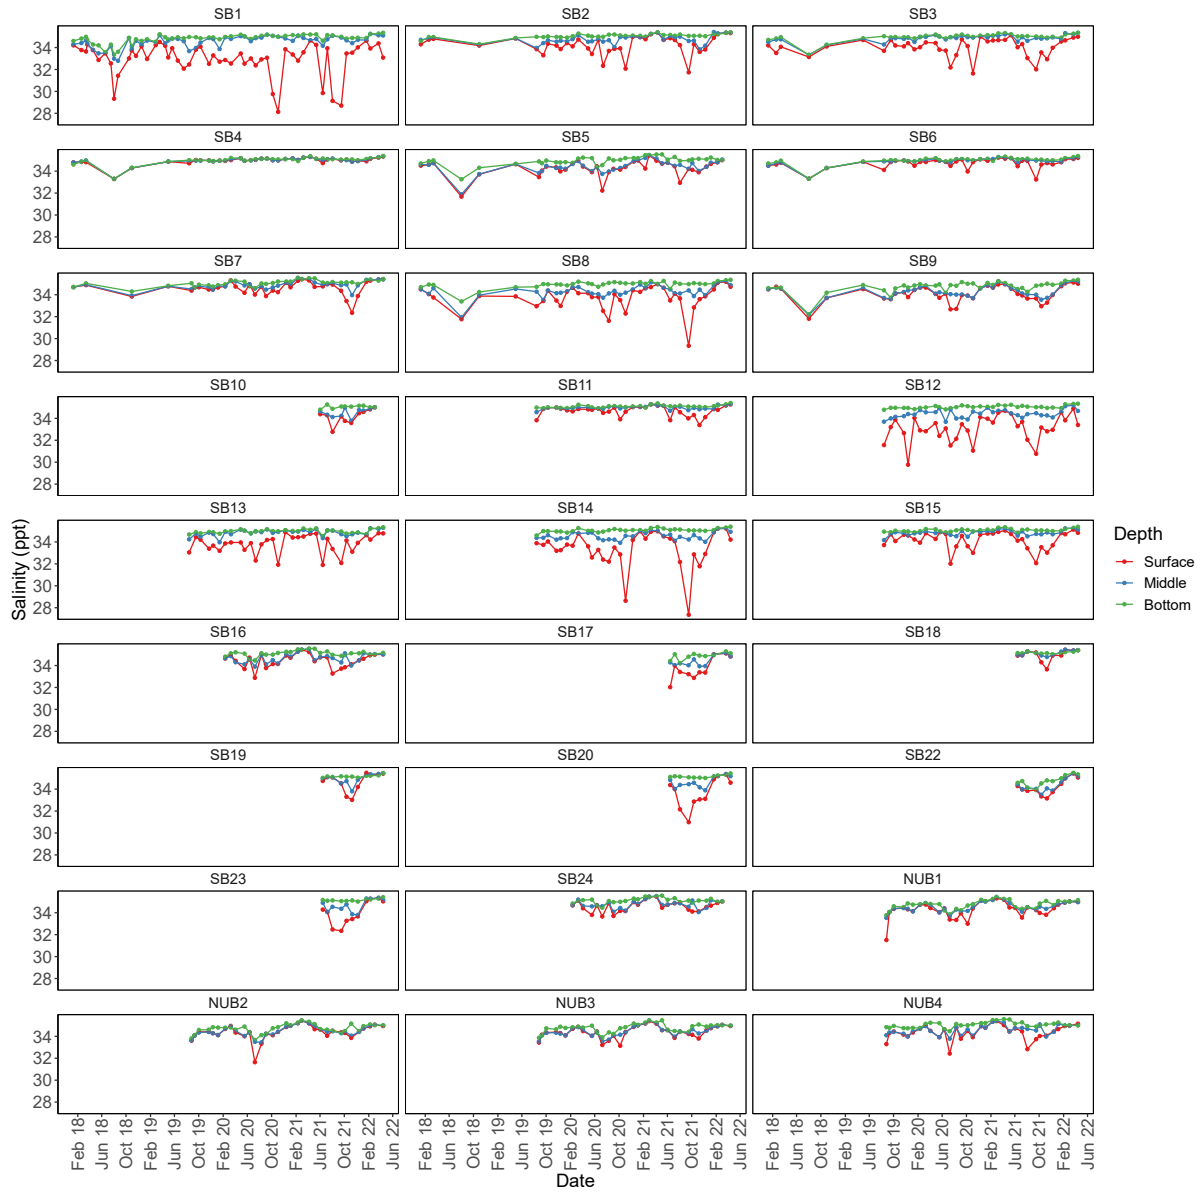 SB1 SB2 SB3
34
32
30
28
SB4 SB5 SB6
34
32
30
28
SB7 SB8 SB9
34
32
30
28
SB10 SB11 SB12
34
32
30
28
SB13 SB14 SB15
34
32
30
28
SB16 SB17 SB18
34
32
30
28
SB19 SB20 SB22
34
32
30
28
SB23 SB24 NUB1
34
32
30
28
NUB2 NUB3 NUB4
34
32
30
28
Salinity (ppt)
Feb 18 Jun 18 Oct 18 Feb 19 Jun 19 Oct 19 Feb 20 Jun 20 Oct 20 Feb 21 Jun 21 Oct 21 Feb 22 Jun 22
Feb 18 Jun 18 Oct 18 Feb 19 Jun 19 Oct 19 Feb 20 Jun 20 Oct 20 Feb 21 Jun 21 Oct 21 Feb 22 Jun 22
Feb 18 Jun 18 Oct 18 Feb 19 Jun 19 Oct 19 Feb 20 Jun 20 Oct 20 Feb 21 Jun 21 Oct 21 Feb 22 Jun 22
Date
Depth
Surface
Middle
Bottom